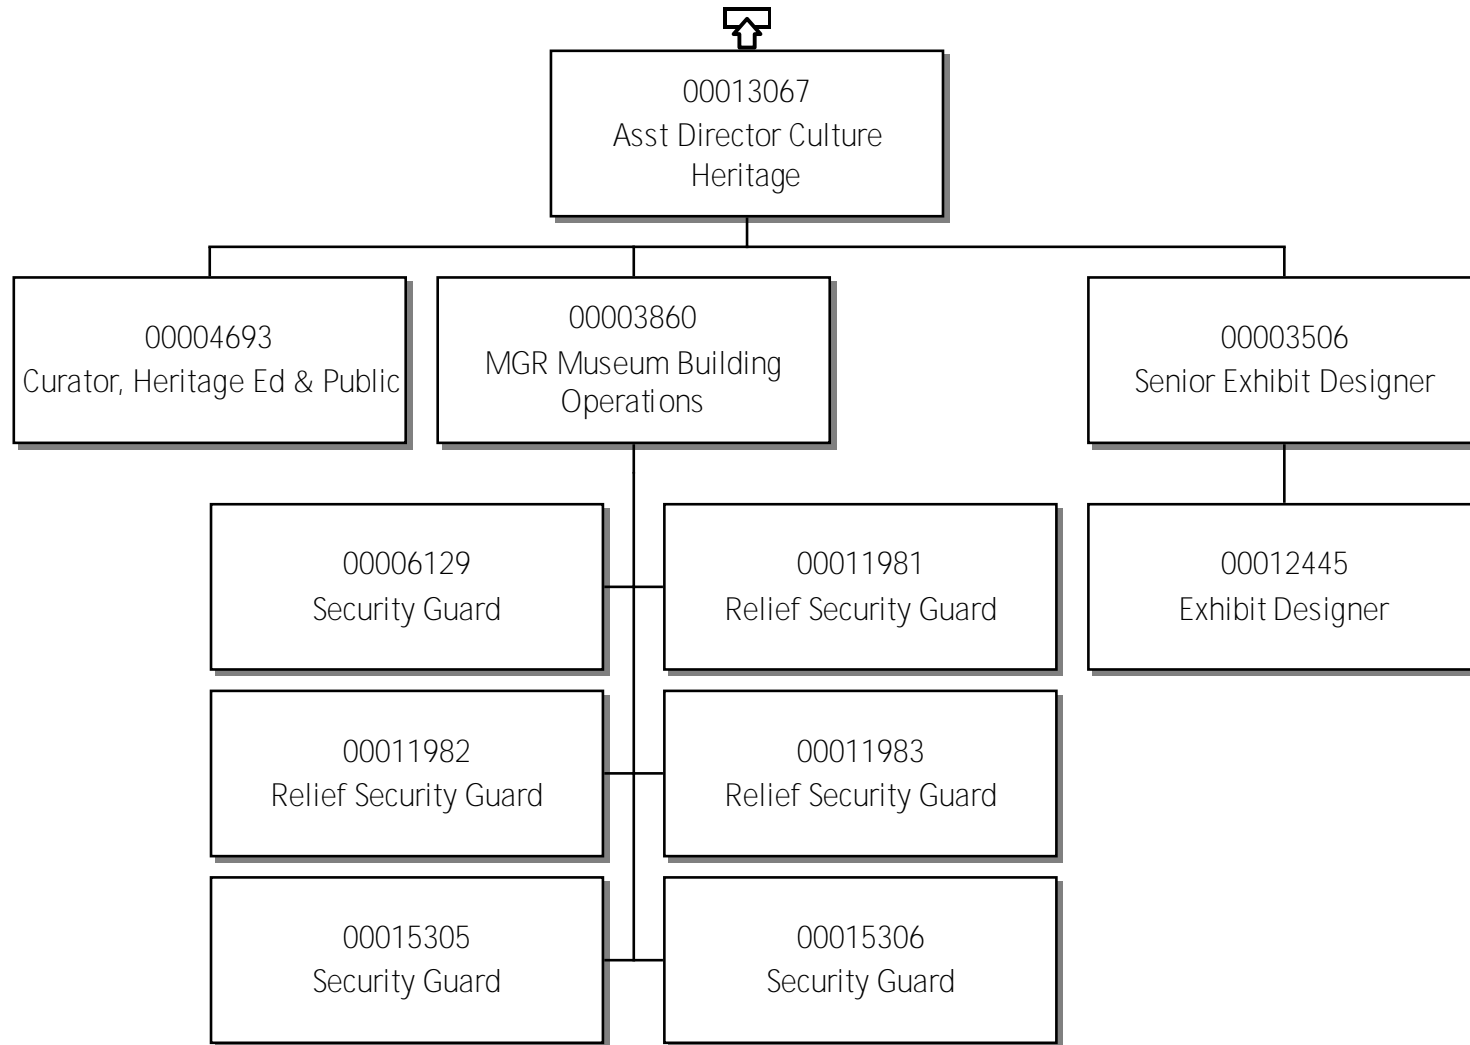 00013067
Asst Director Culture
Heritage
00004693
Curator, Heritage Ed & Public
00003860
MGR Museum Building
Operations
00003506
Senior Exhibit Designer
00006129
Security Guard
00011981
Relief Security Guard
00012445
Exhibit Designer
00011982
Relief Security Guard
00011983
Relief Security Guard
00015305
Security Guard
00015306
Security Guard